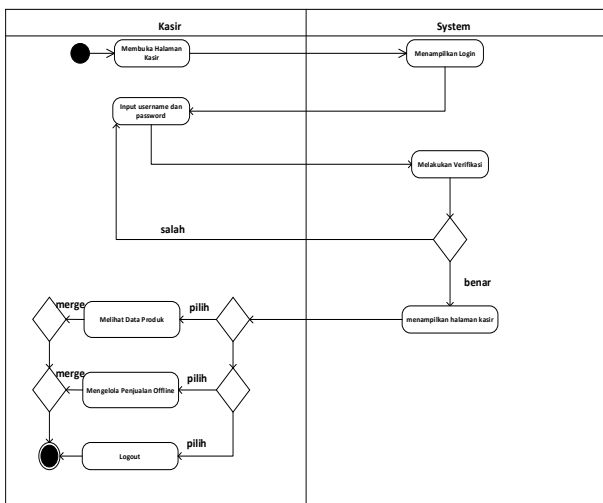 Kasir
System
Membuka Halaman
Kasir
Menampilkan Login
Input username dan
password
Melakukan Verifikasi
salah
benar
merge
Melihat Data Produk
pilih
menampilkan halaman kasir
merge
Mengelola Penjualan Offline
pilih
Logout
pilih